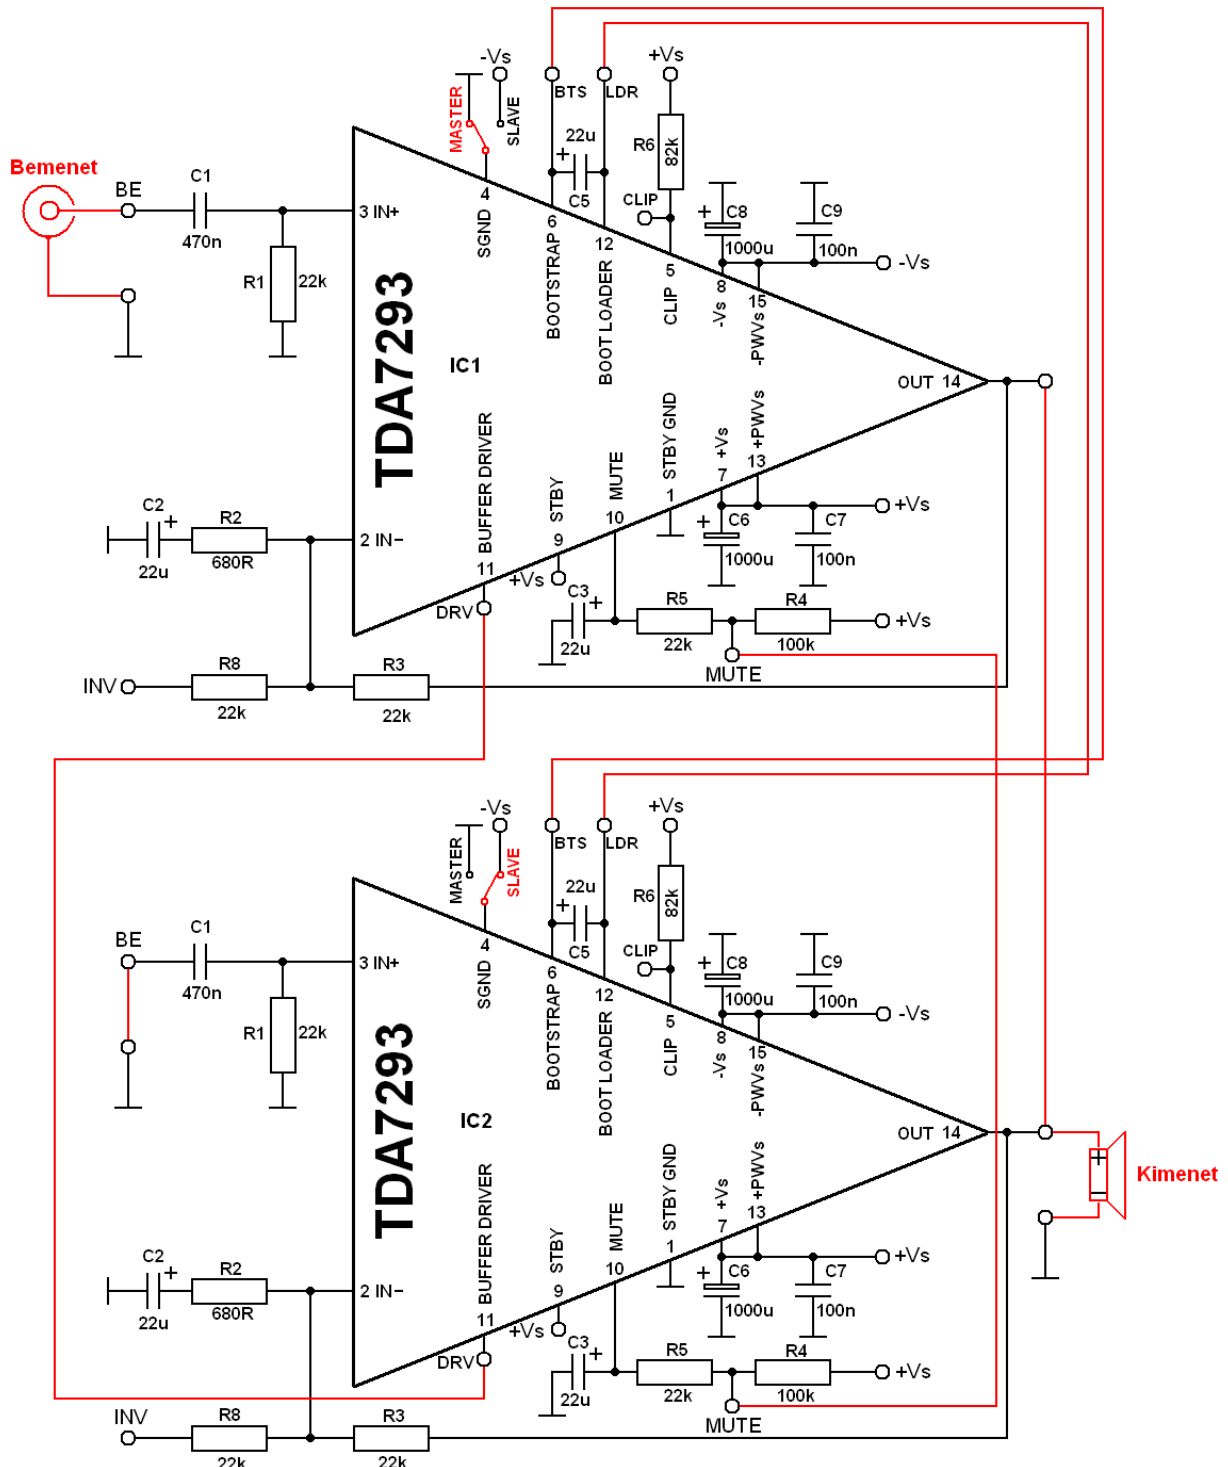 -Vs
+Vs
BTS
LDR
MASTER
SLAVE
22u
R6
82k
C5
CLIP
Bemenet
BE
C1
470n
R1
22k
3 IN+
4
SGND
6
BOOTSTRAP
12
BOOT LOADER
5
CLIP
C8
1000u
C9
100n
-Vs
8
-Vs
15
-PWVs
TDA7293
IC1
OUT 14
BUFFER DRIVER
STBY
MUTE
STBY GND
+Vs
+PWVs
7
13
1
10
9
11
+Vs
C6
1000u
C7
100n
C2
22u
R2
680R
2 IN-
+Vs
DRV
C3
22u
R5
22k
R4
100k
+Vs
MUTE
INV
R8
22k
R3
22k
-Vs
+Vs
BTS
LDR
MASTER
SLAVE
22u
R6
82k
C5
CLIP
BE
C1
470n
R1
22k
3 IN+
4
SGND
6
BOOTSTRAP
12
BOOT LOADER
5
CLIP
C8
1000u
C9
100n
-Vs
8
-Vs
15
-PWVs
TDA7293
IC2
OUT 14
Kimenet
BUFFER DRIVER
STBY
MUTE
STBY GND
+Vs
+PWVs
7
13
1
10
9
11
+Vs
C6
1000u
C7
100n
C2
22u
R2
680R
2 IN-
+Vs
DRV
C3
22u
R5
22k
R4
100k
+Vs
MUTE
INV
R8
22k
R3
22k